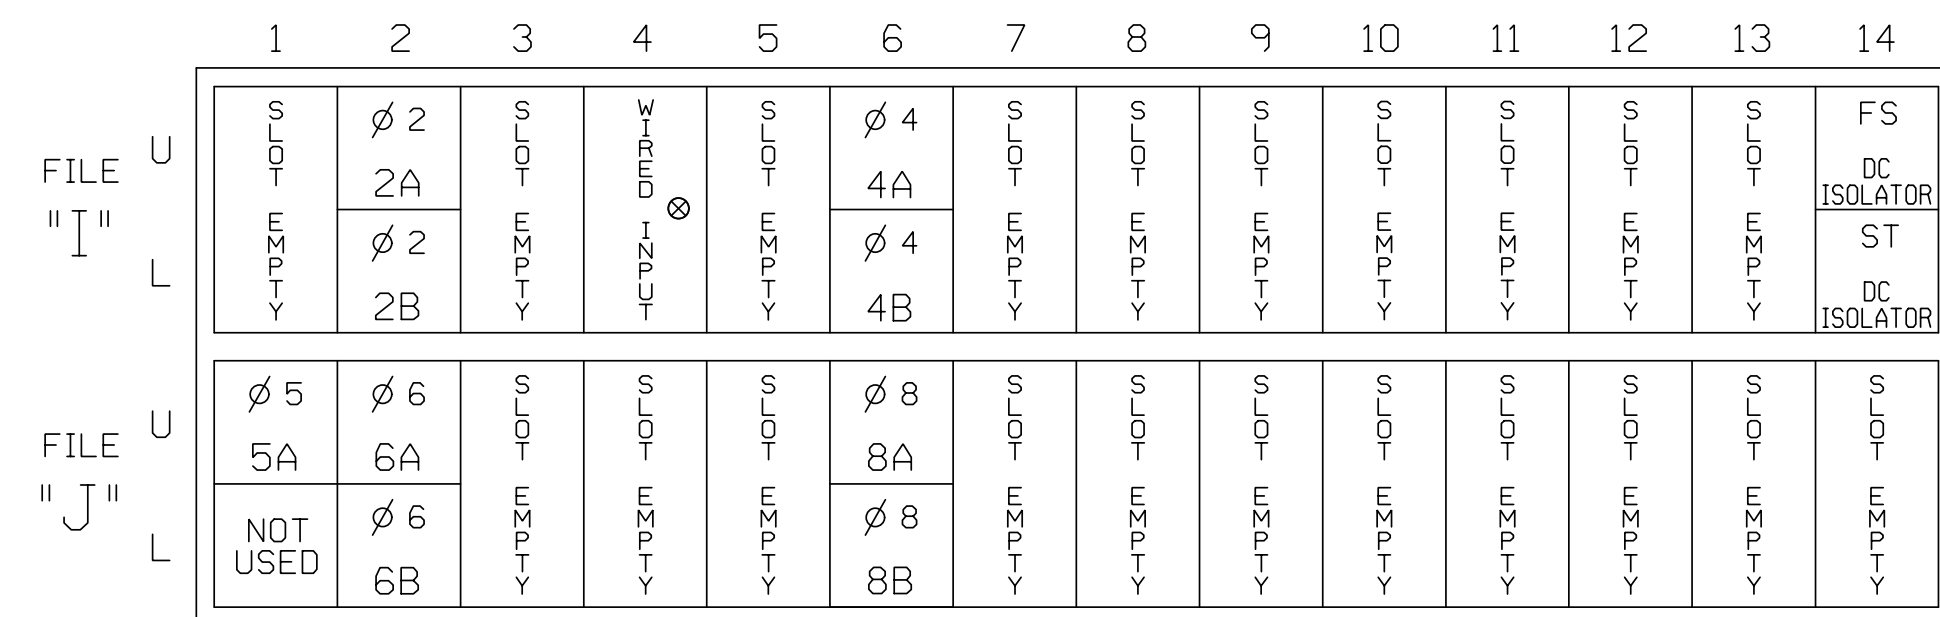 1 2 3 4 5 6 7 8 9 10 11 12 13 14
FILE "I"
U
L
SLOT EMPTY
Ø 2
2A
Ø 2
2B
SLOT EMPTY
WIRED INPUT
⊗
SLOT EMPTY
Ø 4
4A
Ø 4
4B
SLOT EMPTY
SLOT EMPTY
SLOT EMPTY
SLOT EMPTY
SLOT EMPTY
SLOT EMPTY
SLOT EMPTY
FS
DC
ISOLATOR
ST
DC
ISOLATOR
FILE "J"
U
L
Ø 5
5A
NOT
USED
Ø 6
6A
Ø 6
6B
SLOT EMPTY
SLOT EMPTY
SLOT EMPTY
Ø 8
8A
Ø 8
8B
SLOT EMPTY
SLOT EMPTY
SLOT EMPTY
SLOT EMPTY
SLOT EMPTY
SLOT EMPTY
SLOT EMPTY
SLOT EMPTY